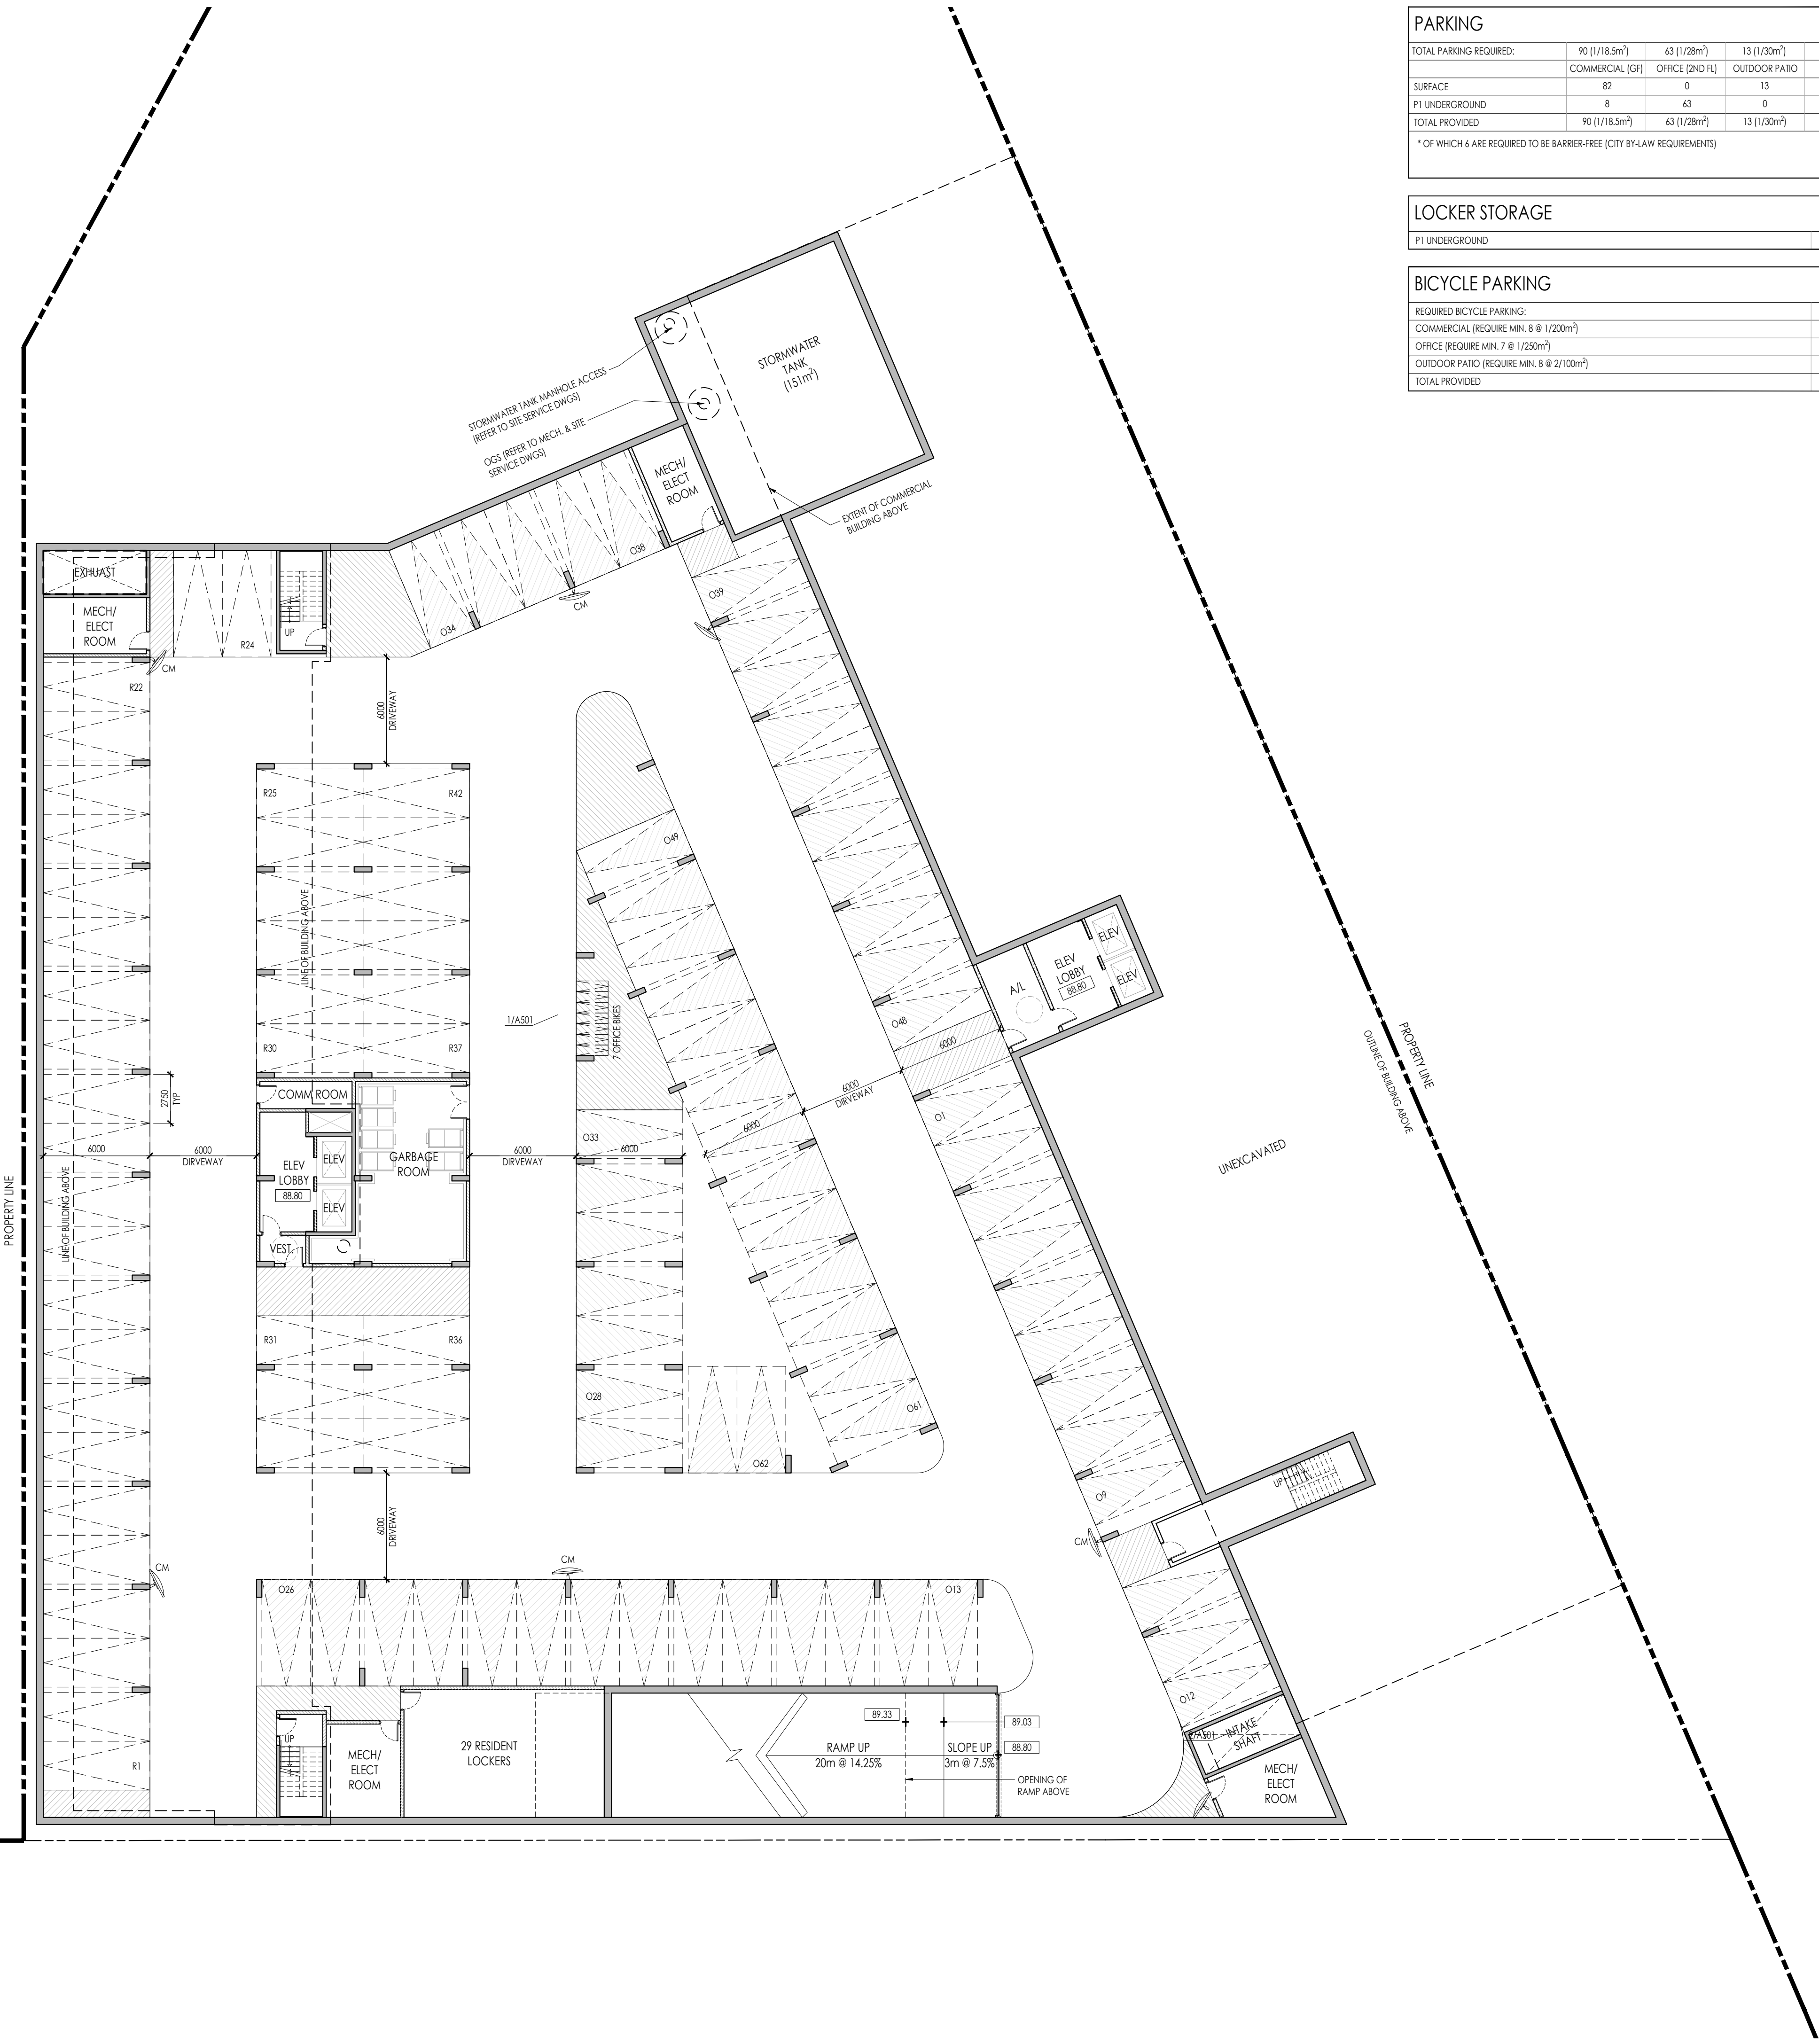 PARKING
TOTAL PARKING REQUIRED: 90 (1/18.5m²) 63 (1/28m²) 13 (1/30m²)
COMMERCIAL (GF) OFFICE (2ND FL) OUTDOOR PATIO
SURFACE 82 0 13
P1 UNDERGROUND 8 63 0
TOTAL PROVIDED 90 (1/18.5m²) 63 (1/28m²) 13 (1/30m²)
* OF WHICH 6 ARE REQUIRED TO BE BARRIER-FREE (CITY BY-LAW REQUIREMENTS)
LOCKER STORAGE
P1 UNDERGROUND
BICYCLE PARKING
REQUIRED BICYCLE PARKING:
COMMERCIAL (REQUIRE MIN. 8 @ 1/200m²)
OFFICE (REQUIRE MIN. 7 @ 1/250m²)
OUTDOOR PATIO (REQUIRE MIN. 8 @ 2/100m²)
TOTAL PROVIDED
STORMWATER
TANK
(151m²)
STORMWATER TANK MANHOLE ACCESS
(REFER TO SITE SERVICE DWGS)
OGS (REFER TO MECH. & SITE
SERVICE DWGS)
MECH/
ELECT
ROOM
EXTENT OF COMMERCIAL
BUILDING ABOVE
EXHUAST
MECH/
ELECT
ROOM
UP
R24
O34
O38
CM
O39
CM
R22
6000
DRIVEWAY
R25
R42
LINE OF BUILDING ABOVE
O49
R30
R37
1/A501
7 OFFICE BIKES
O48
A/L
ELEV
LOBBY
88.80
ELEV
ELEV
6000
PROPERTY LINE
OUTLINE OF BUILDING ABOVE
2750
TYP
COMM ROOM
6000
DIRVEWAY
6000
O1
O33
6000
6000
6000
DIRVEWAY
ELEV
LOBBY
88.80
ELEV
ELEV
GARBAGE
ROOM
6000
DIRVEWAY
UNEXCAVATED
PROPERTY LINE
LINE OF BUILDING ABOVE
VEST.
R31
R36
O28
O61
O62
O9
UP
6000
DRIVEWAY
CM
CM
CM
O26
O13
O12
2/A501
INTAKE
SHAFT
UP
MECH/
ELECT
ROOM
29 RESIDENT
LOCKERS
89.33
89.03
RAMP UP
20m @ 14.25%
SLOPE UP
3m @ 7.5%
88.80
OPENING OF
RAMP ABOVE
R1
MECH/
ELECT
ROOM